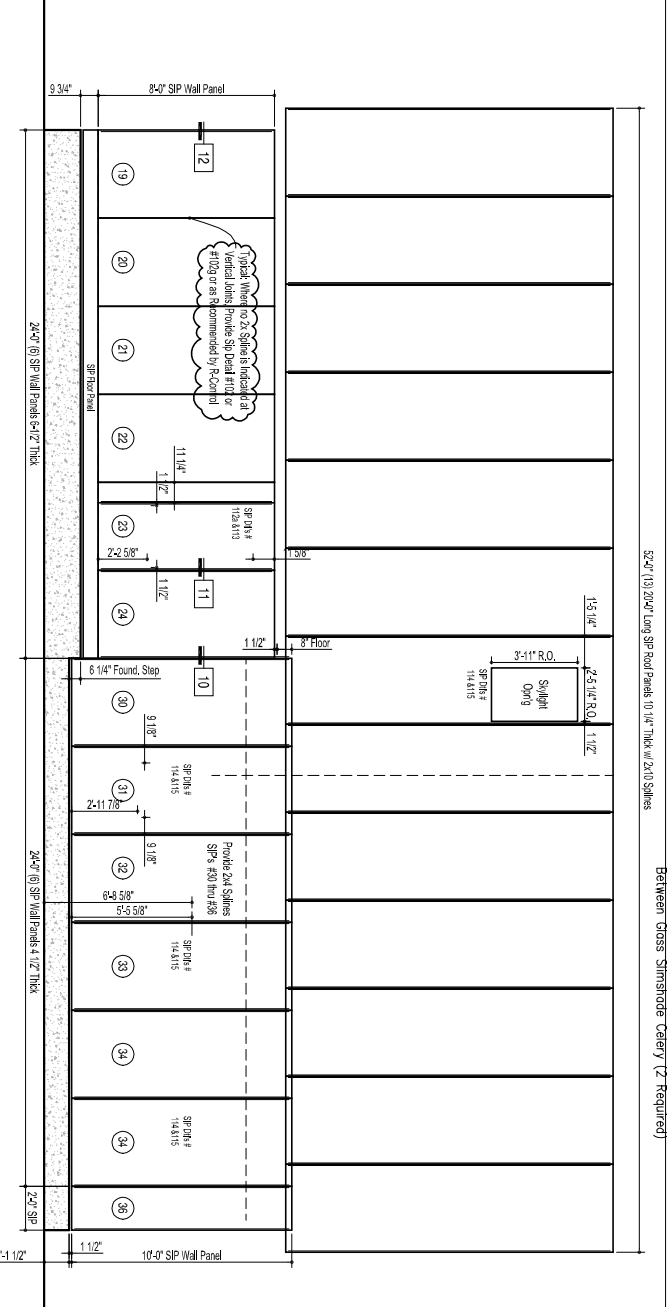 9 3/4"
8'-0" SIP Wall Panel
12
19
20
21
22
23
24
Typical: Where no 2x Spline is Indicated at
Vertical Joints, Provide Sip Detail #102 or
#102g or as Recommended by R-Control
24'-0" (6) SIP Wall Panels 6-1/2" Thick
SIP Floor Panel
11 1/4"
1 1/2"
SIP Dtl's #
112a &113
2'-2 5/8"
5/8"
11
1 1/2"
1 1/2"
8" Floor
6 1/4" Found. Step
10
52'-0" (13) 20'-0" Long SIP Roof Panels 10 1/4" Thick w/ 2x10 Splines
1'-5 1/4"
3'-11" R.O.
2'-5 1/4" R.O.
Skylight
Opn'g
SIP Dtl's #
114 &115
1 1/2"
30
9 1/8"
31
SIP Dtl's #
114 &115
2'-11 7/8"
9 1/8"
32
Provide 2x4 Splines
SIP's #30 thru #36
6'-8 5/8"
5'-5 5/8"
24'-0" (6) SIP Wall Panels 4 1/2" Thick
33
SIP Dtl's #
114 &115
34
34
SIP Dtl's #
114 &115
36
2'-0" SIP
1 1/2"
'-1 1/2"
10'-0" SIP Wall Panel
Between Glass Slimshade Celery (2 Required)